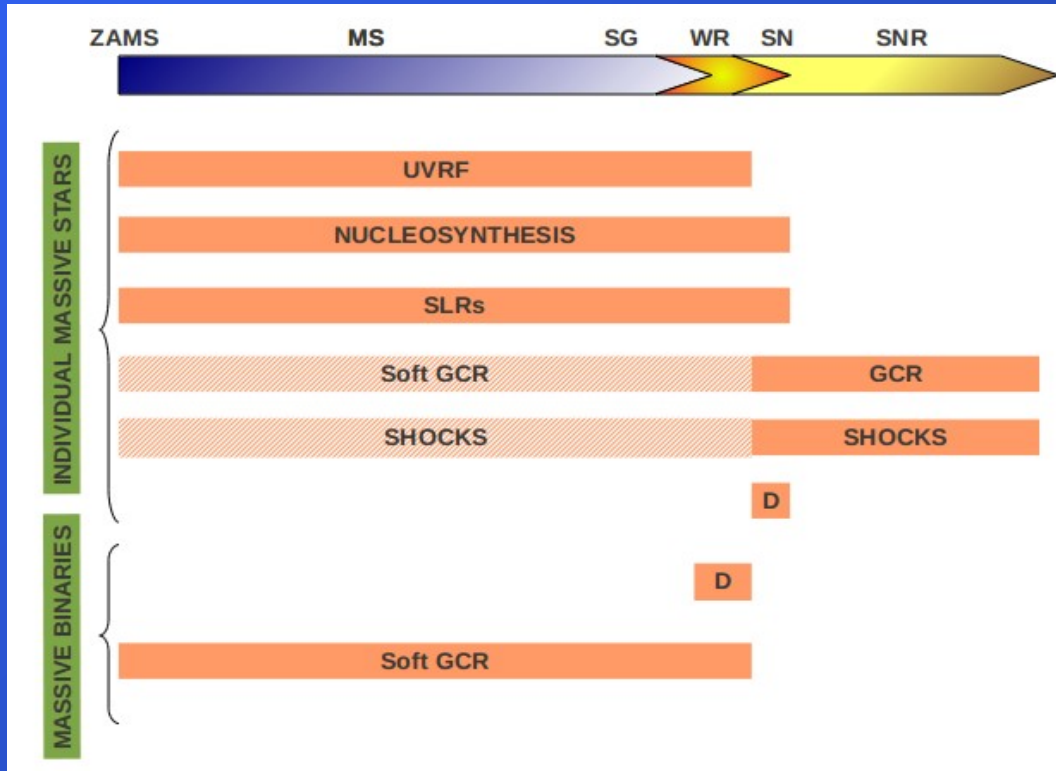 ZAMS MS SG WR SN SNR
INDIVIDUAL MASSIVE STARS
UVRF
NUCLEOSYNTHESIS
SLRs
Soft GCR GCR
SHOCKS SHOCKS
D
MASSIVE BINARIES
D
Soft GCR